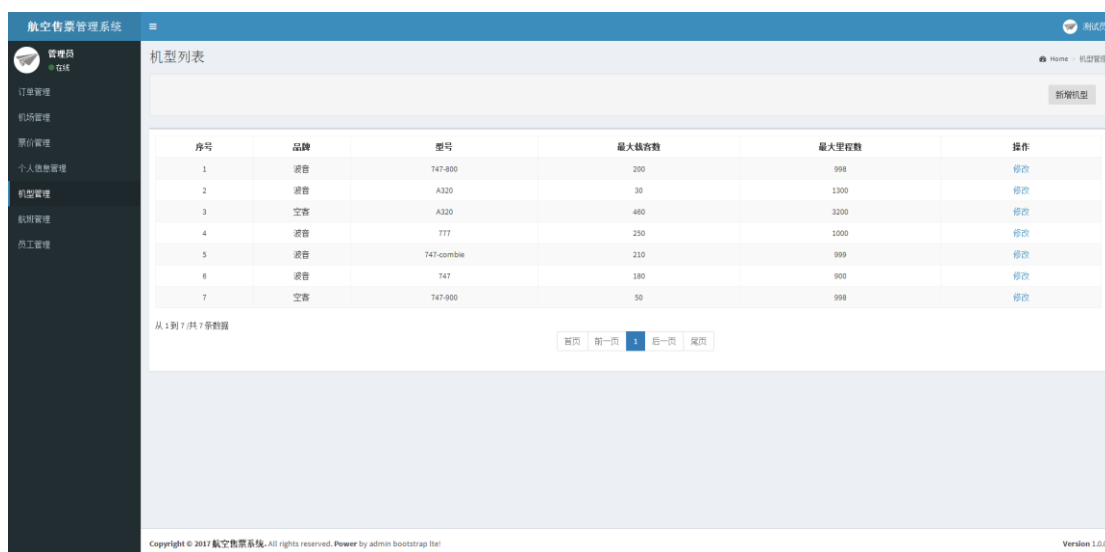 航空售票管理系统
测试员
管理员
在线
机型列表
Home > 机型管理
订单管理
机场管理
票价管理
个人信息管理
机型管理
航班管理
员工管理
新增机型
序号 品牌 型号 最大载客数 最大里程数 操作
1 波音 747-800 200 998 修改
2 波音 A320 30 1300 修改
3 空客 A320 460 3200 修改
4 波音 777 250 1000 修改
5 波音 747-combie 210 999 修改
6 波音 747 180 900 修改
7 空客 747-900 50 998 修改
从 1 到 7 /共 7 条数据
首页 前一页 1 后一页 尾页
Copyright © 2017 航空售票系统. All rights reserved. Power by admin bootstrap lte!
Version 1.0.0